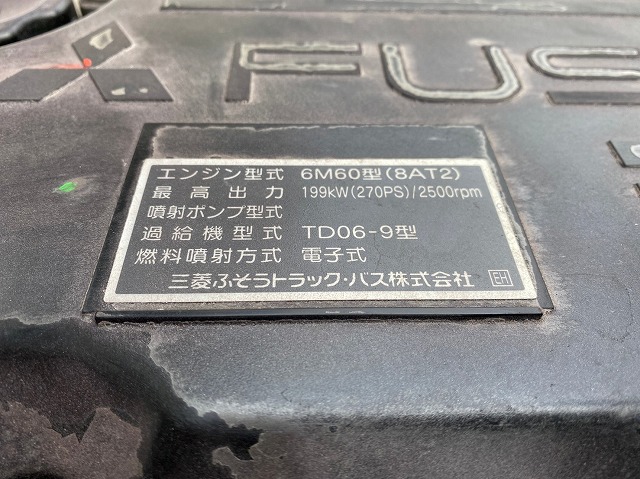 FUS
エンジン型式 6M60型(8AT2)
最高出力 199kW(270PS)/2500rpm
噴射ポンプ型式
過給機型式 TD06-9型
燃料噴射方式 電子式
三菱ふそうトラック・バス株式会社 EH